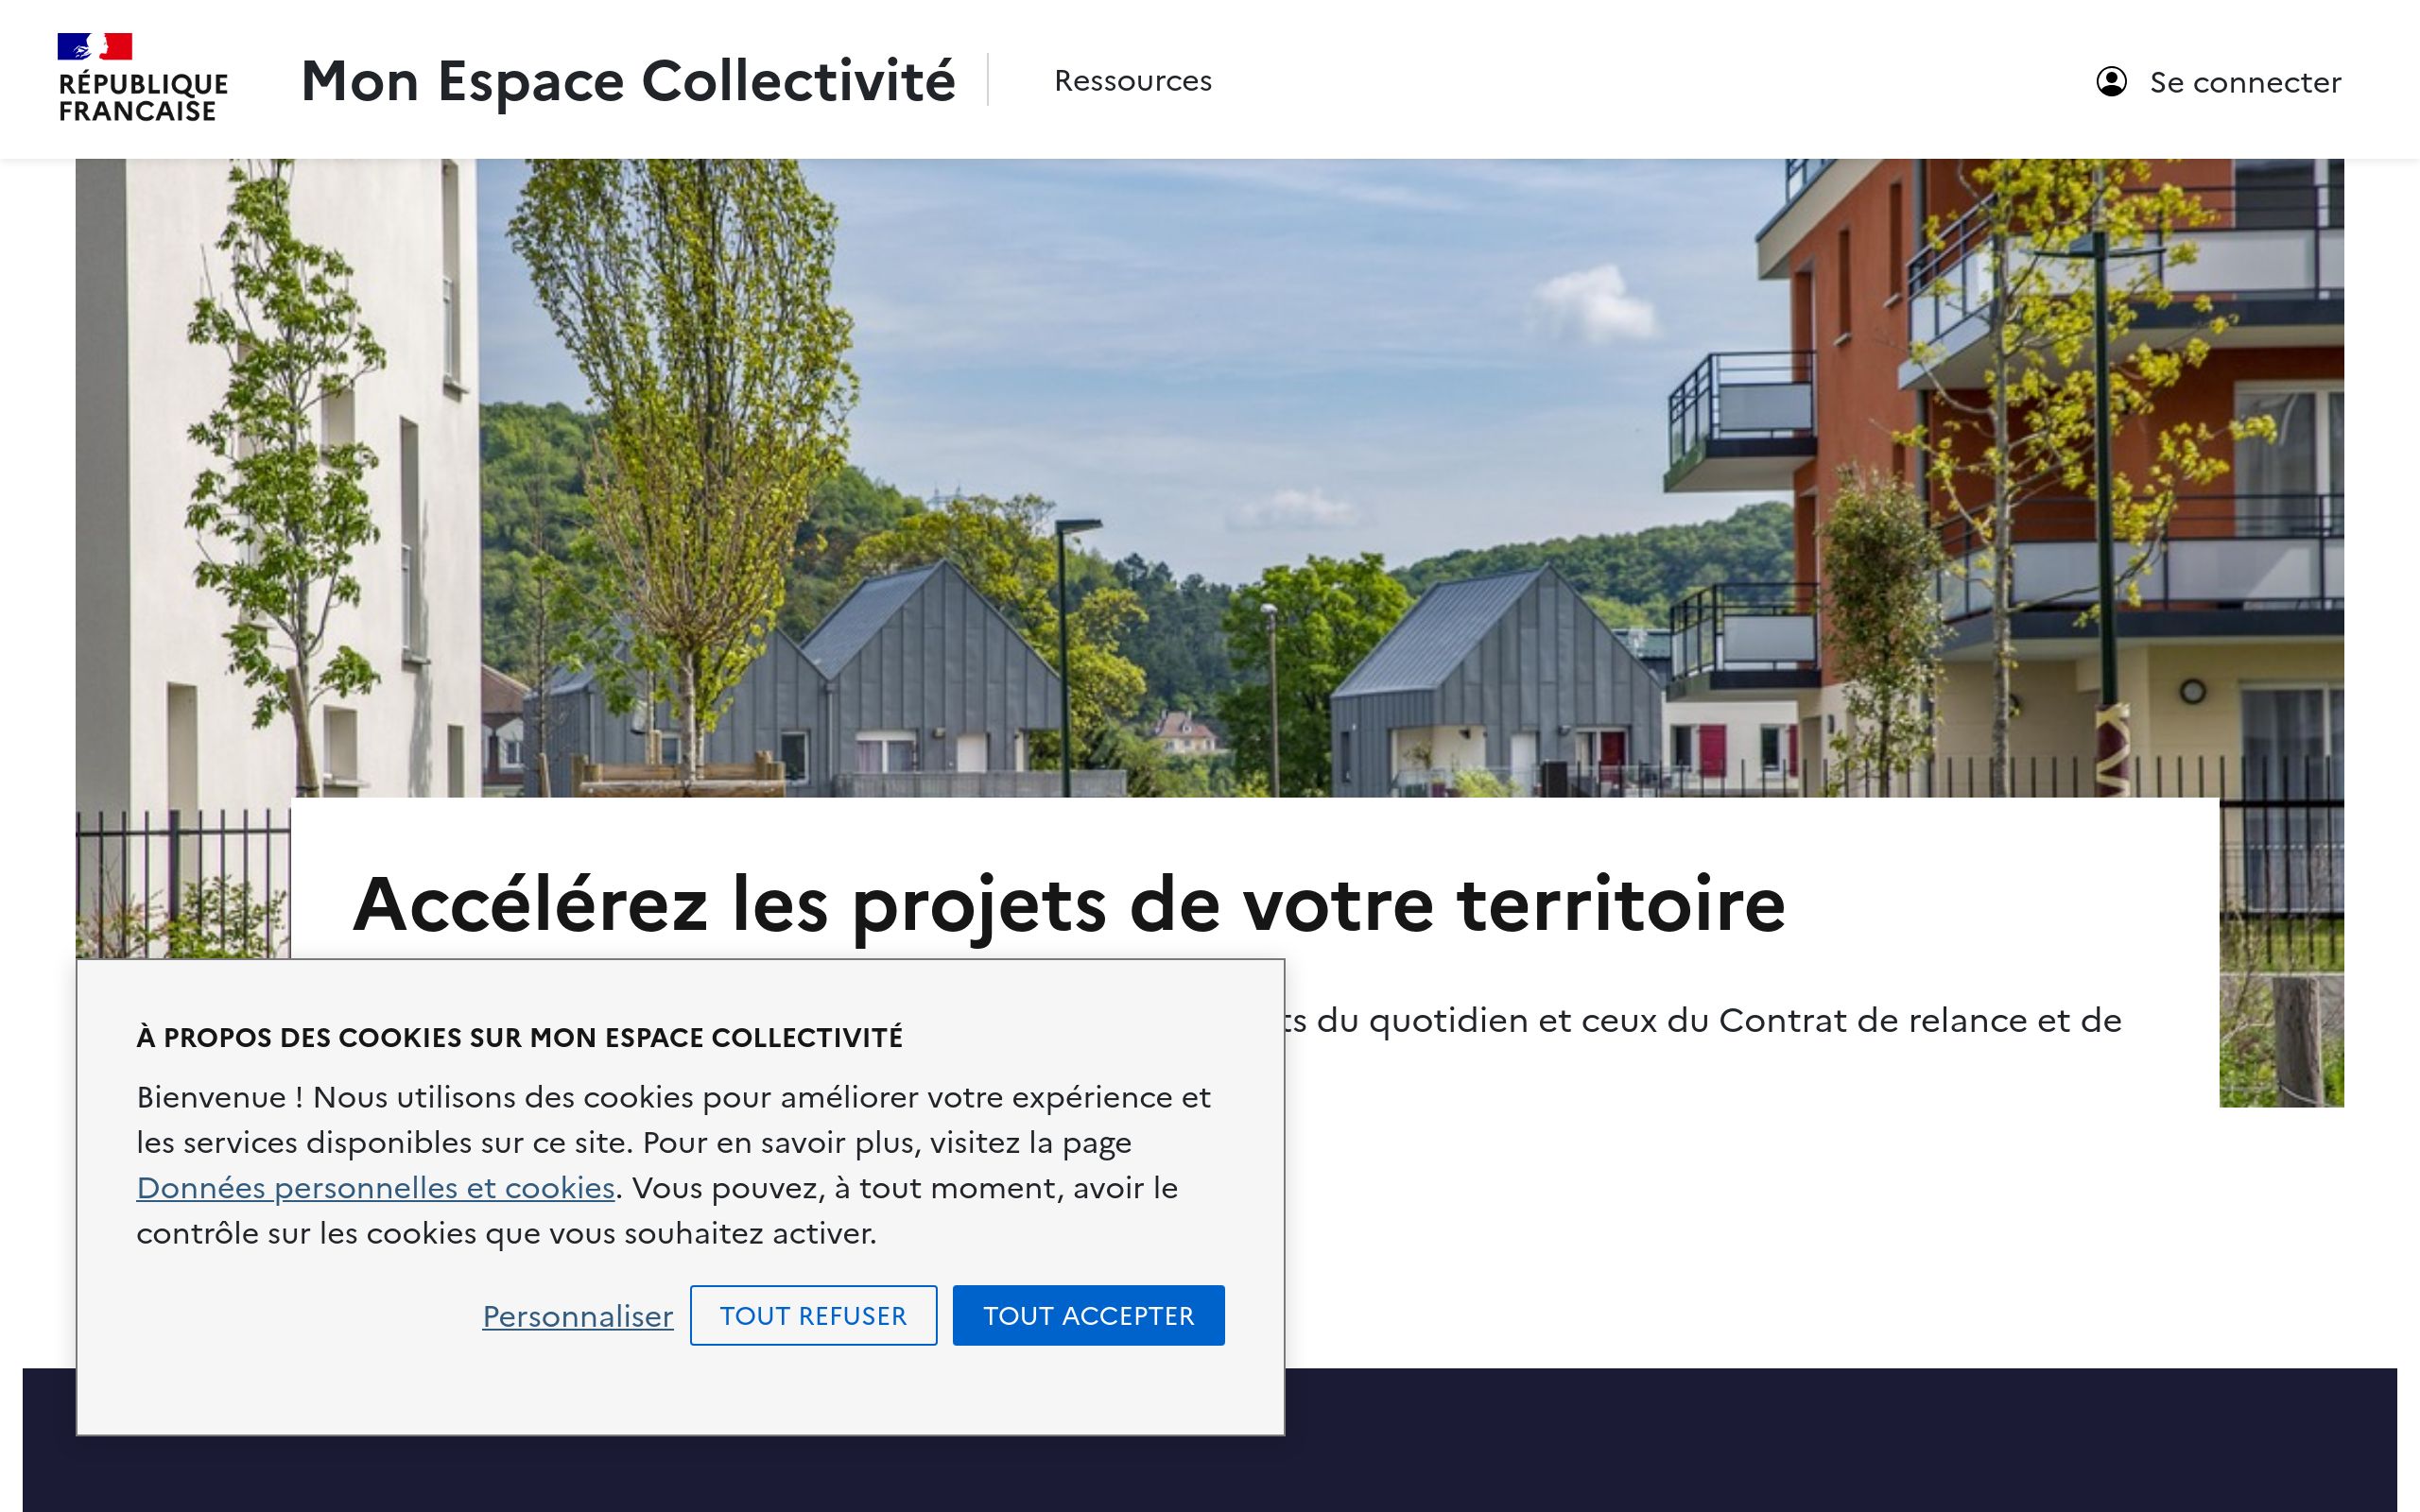 RÉPUBLIQUE
FRANCAISE
Mon Espace Collectivité
Ressources
Se connecter
Accélérez les projets de votre territoire
du quotidien et ceux du Contrat de relance et de
À PROPOS DES COOKIES SUR MON ESPACE COLLECTIVITÉ
Bienvenue ! Nous utilisons des cookies pour améliorer votre expérience et
les services disponibles sur ce site. Pour en savoir plus, visitez la page
Données personnelles et cookies. Vous pouvez, à tout moment, avoir le
contrôle sur les cookies que vous souhaitez activer.
Personnaliser
TOUT REFUSER
TOUT ACCEPTER